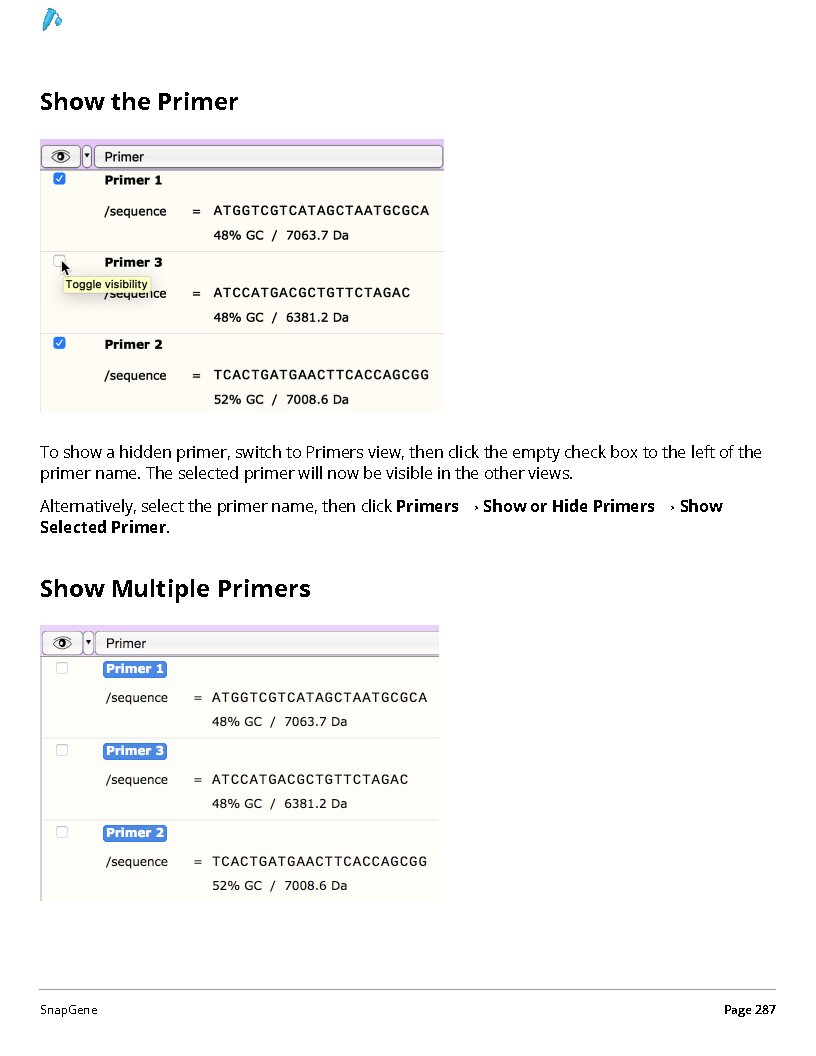 Show the Primer
Primer
Primer 1
/sequence = ATGGTCGTCATAGCTAATGCGCA
48% GC / 7063.7 Da
Primer 3
Toggle visibility
/sequence = ATCCATGACGCTGTTCTAGAC
48% GC / 6381.2 Da
Primer 2
/sequence = TCACTGATGAACTTCACCAGCGG
52% GC / 7008.6 Da
To show a hidden primer, switch to Primers view, then click the empty check box to the left of the
primer name. The selected primer will now be visible in the other views.
Alternatively, select the primer name, then click Primers → Show or Hide Primers → Show
Selected Primer.
Show Multiple Primers
Primer
Primer 1
/sequence = ATGGTCGTCATAGCTAATGCGCA
48% GC / 7063.7 Da
Primer 3
/sequence = ATCCATGACGCTGTTCTAGAC
48% GC / 6381.2 Da
Primer 2
/sequence = TCACTGATGAACTTCACCAGCGG
52% GC / 7008.6 Da
SnapGene Page 287